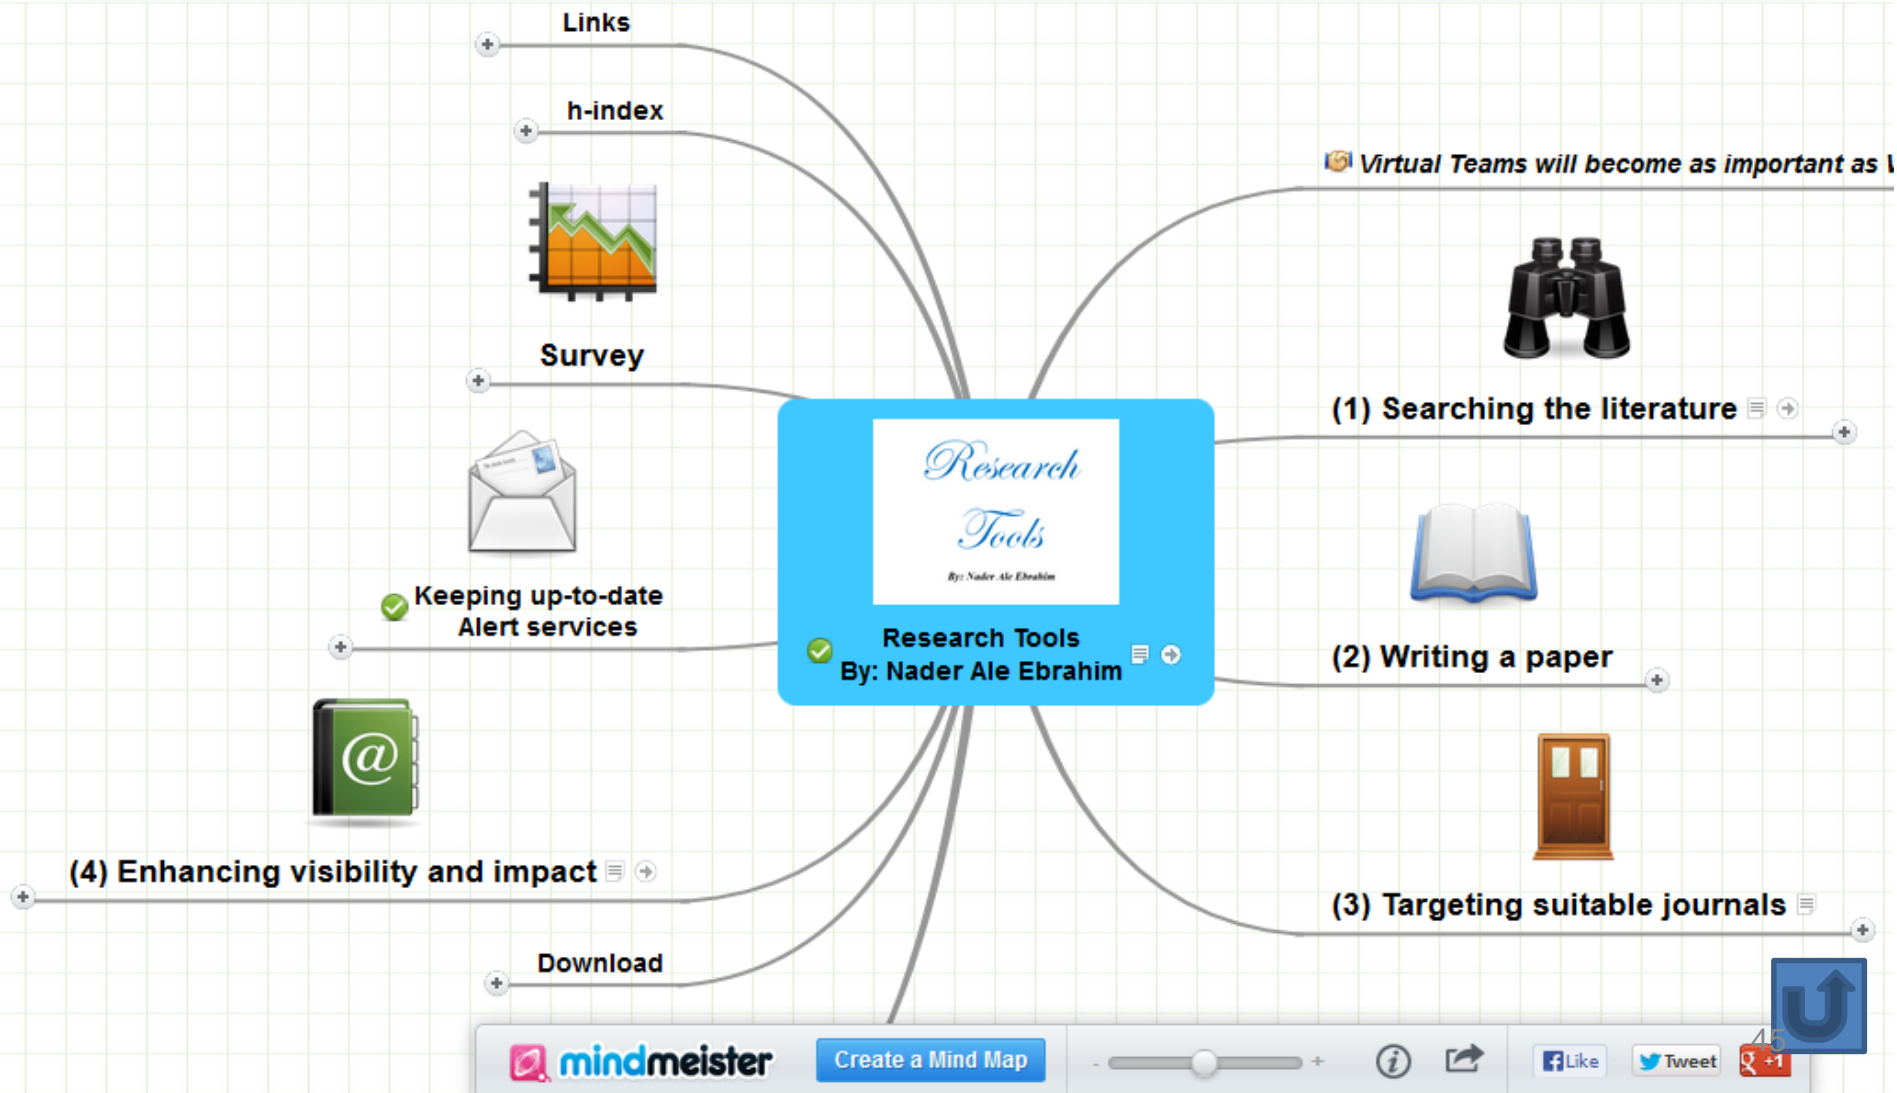 Links
h-index
Virtual Teams will become as important as
Survey
(1) Searching the literature
Research
Tools
By: Nader Ale Ebrahim
Keeping up-to-date
Alert services
Research Tools
By: Nader Ale Ebrahim
(2) Writing a paper
@
(4) Enhancing visibility and impact
(3) Targeting suitable journals
Download
mindmeister
Create a Mind Map
- +
i
f Like
Tweet
g +1
45